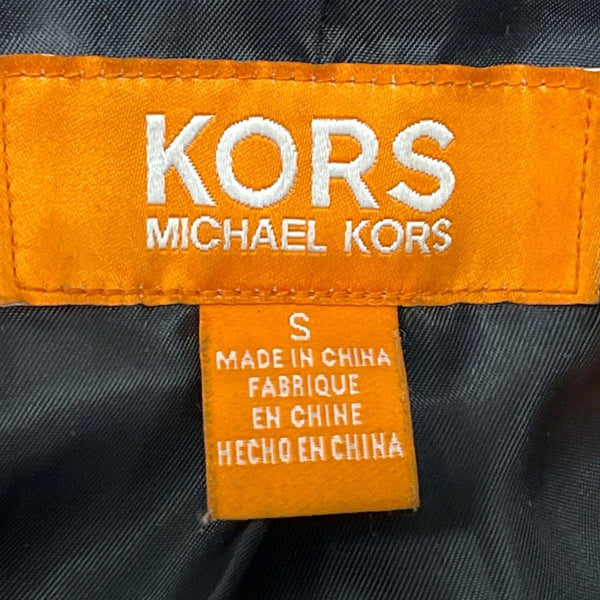 KORS
MICHAEL KORS
S
MADE IN CHINA
FABRIQUE
EN CHINE
HECHO EN CHINA